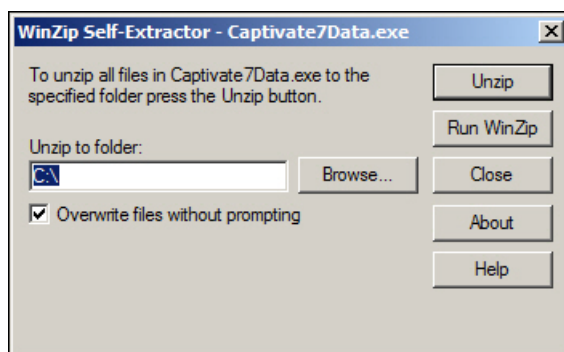 WinZip Self-Extractor - Captivate7Data.exe
To unzip all files in Captivate7Data.exe to the
specified folder press the Unzip button.
Unzip to folder:
C:\
Browse...
Overwrite files without prompting
Unzip
Run WinZip
Close
About
Help